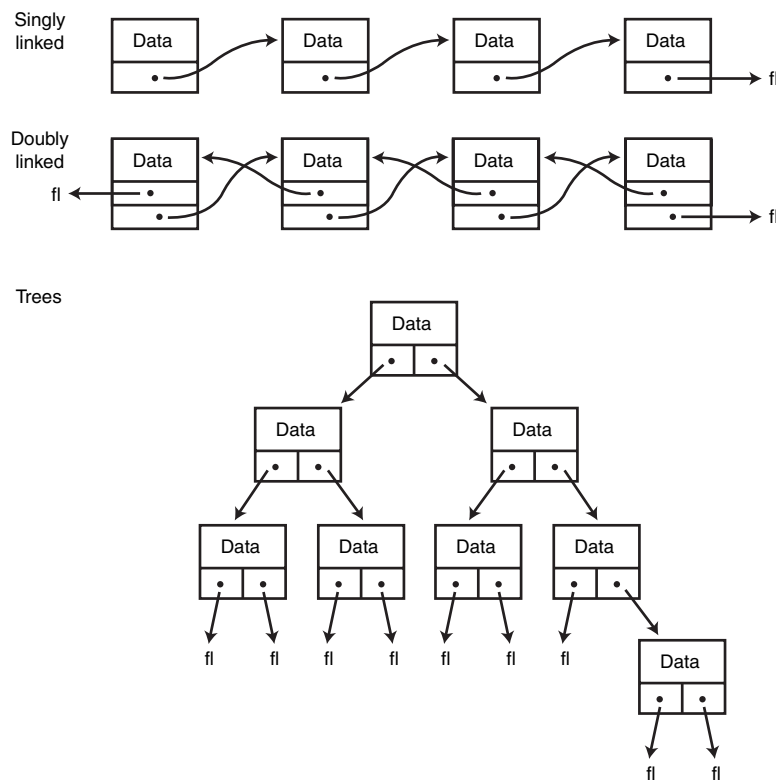 Singly
linked
Data Data Data Data
fl
Doubly
linked
Data Data Data Data
fl
fl
Trees
Data
Data Data
Data Data Data Data
fl fl fl fl fl fl fl
Data
fl fl